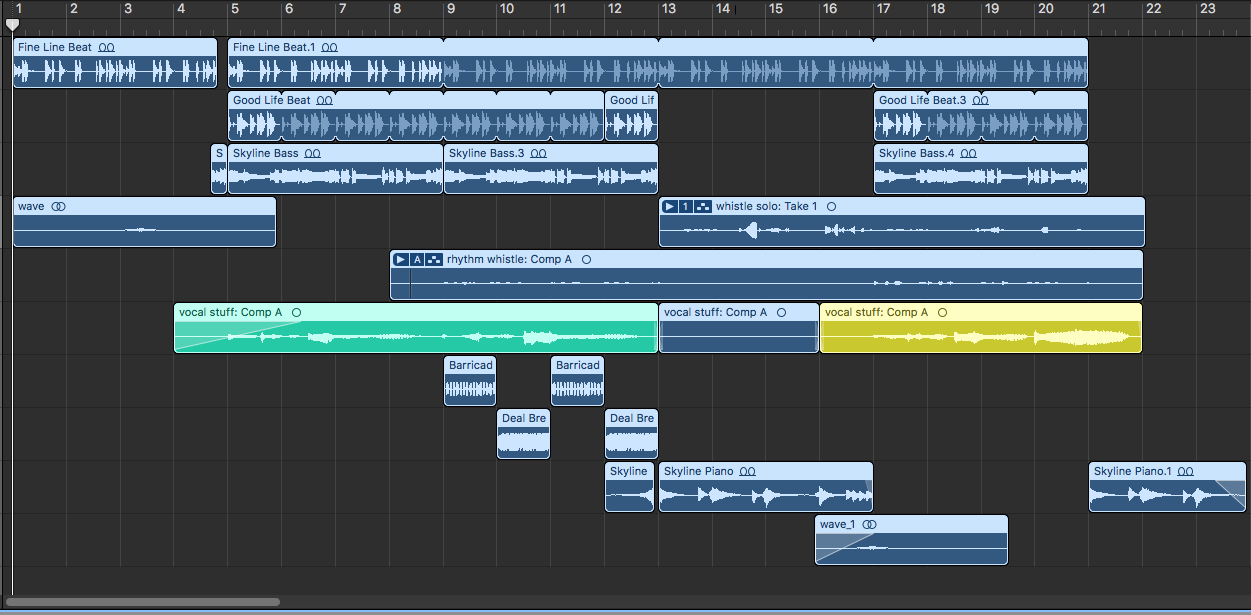 1 2 3 4 5 6 7 8 9 10 11 12 13 14 15 16 17 18 19 20 21 22 23
Fine Line Beat Fine Line Beat.1
Good Life Beat Good Lif Good Life Beat.3
S Skyline Bass Skyline Bass.3 Skyline Bass.4
wave 1 whistle solo: Take 1
A rhythm whistle: Comp A
vocal stuff: Comp A vocal stuff: Comp A vocal stuff: Comp A
Barricad Barricad
Deal Bre Deal Bre
Skyline Skyline Piano Skyline Piano.1
wave_1